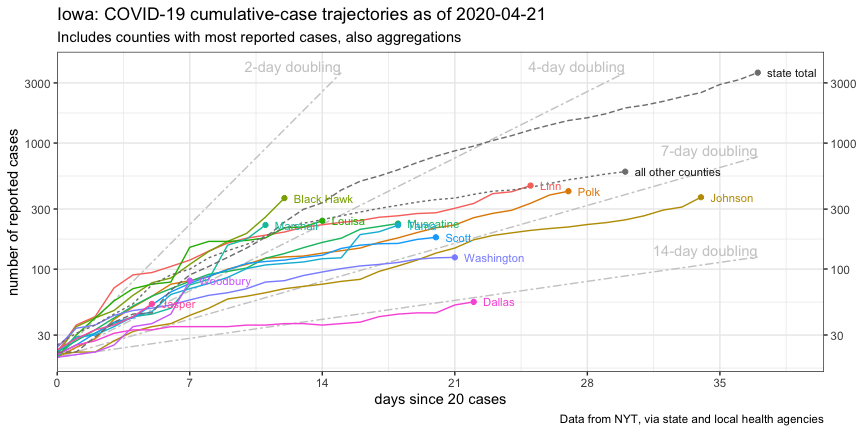 Iowa: COVID-19 cumulative-case trajectories as of 2020-04-21
Includes counties with most reported cases, also aggregations
number of reported cases
3000
1000
300
100
30
3000
1000
300
100
30
2-day doubling
4-day doubling
7-day doubling
14-day doubling
state total
all other counties
Linn
Polk
Johnson
Black Hawk
Louisa
Marshall
Muscatine
Tama
Scott
Washington
Woodbury
Jasper
Dallas
0 7 14 21 28 35
days since 20 cases
Data from NYT, via state and local health agencies